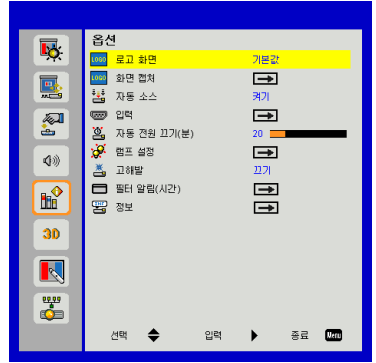 옵션
LOGO 로고 화면 기본값
LOGO 화면 캡처
자동 소스 켜기
입력
자동 전원 끄기(분) 20
램프 설정
고해발 끄기
필터 알림(시간)
정보
3D
선택 입력 종료 Menu